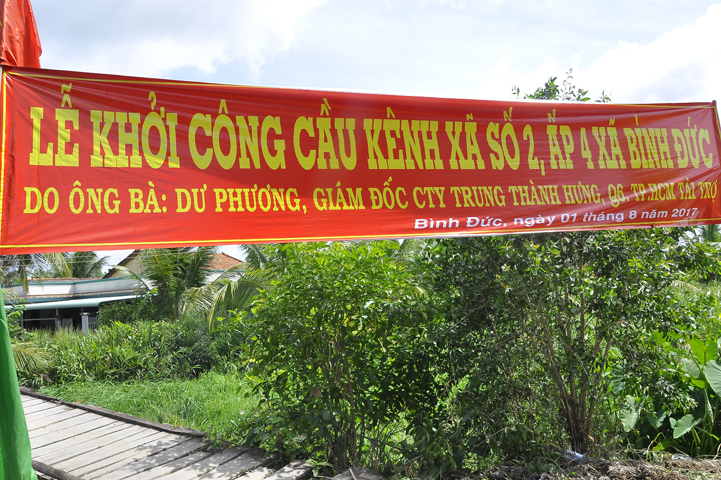 LỄ KHỞI CÔNG CẦU KÊNH XÃ SỐ 2, ẤP 4 XÃ BÌNH ĐỨC
DO ÔNG BÀ: DƯ PHƯƠNG, GIÁM ĐỐC CTY TRUNG THÀNH HƯNG, Q6, TP.HCM TÀI TRỢ
Bình Đức, ngày 01 tháng 8 năm 2017